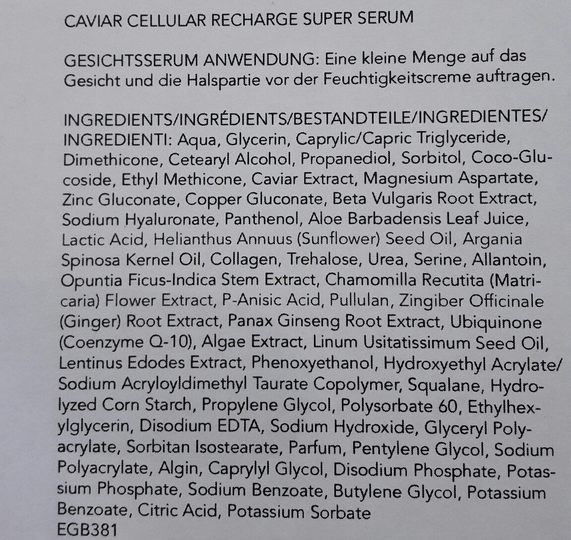 CAVIAR CELLULAR RECHARGE SUPER SERUM
GESICHTSSERUM ANWENDUNG: Eine kleine Menge auf das
Gesicht und die Halspartie vor der Feuchtigkeitscreme auftragen.
INGREDIENTS/INGRÉDIENTS/BESTANDTEILE/INGREDIENTES/
INGREDIENTI: Aqua, Glycerin, Caprylic/Capric Triglyceride,
Dimethicone, Cetearyl Alcohol, Propanediol, Sorbitol, Coco-Glu-
coside, Ethyl Methicone, Caviar Extract, Magnesium Aspartate,
Zinc Gluconate, Copper Gluconate, Beta Vulgaris Root Extract,
Sodium Hyaluronate, Panthenol, Aloe Barbadensis Leaf Juice,
Lactic Acid, Helianthus Annuus (Sunflower) Seed Oil, Argania
Spinosa Kernel Oil, Collagen, Trehalose, Urea, Serine, Allantoin,
Opuntia Ficus-Indica Stem Extract, Chamomilla Recutita (Matri-
caria) Flower Extract, P-Anisic Acid, Pullulan, Zingiber Officinale
(Ginger) Root Extract, Panax Ginseng Root Extract, Ubiquinone
(Coenzyme Q-10), Algae Extract, Linum Usitatissimum Seed Oil,
Lentinus Edodes Extract, Phenoxyethanol, Hydroxyethyl Acrylate/
Sodium Acryloyldimethyl Taurate Copolymer, Squalane, Hydro-
lyzed Corn Starch, Propylene Glycol, Polysorbate 60, Ethylhex-
ylglycerin, Disodium EDTA, Sodium Hydroxide, Glyceryl Poly-
acrylate, Sorbitan Isostearate, Parfum, Pentylene Glycol, Sodium
Polyacrylate, Algin, Caprylyl Glycol, Disodium Phosphate, Potas-
sium Phosphate, Sodium Benzoate, Butylene Glycol, Potassium
Benzoate, Citric Acid, Potassium Sorbate
EGB381